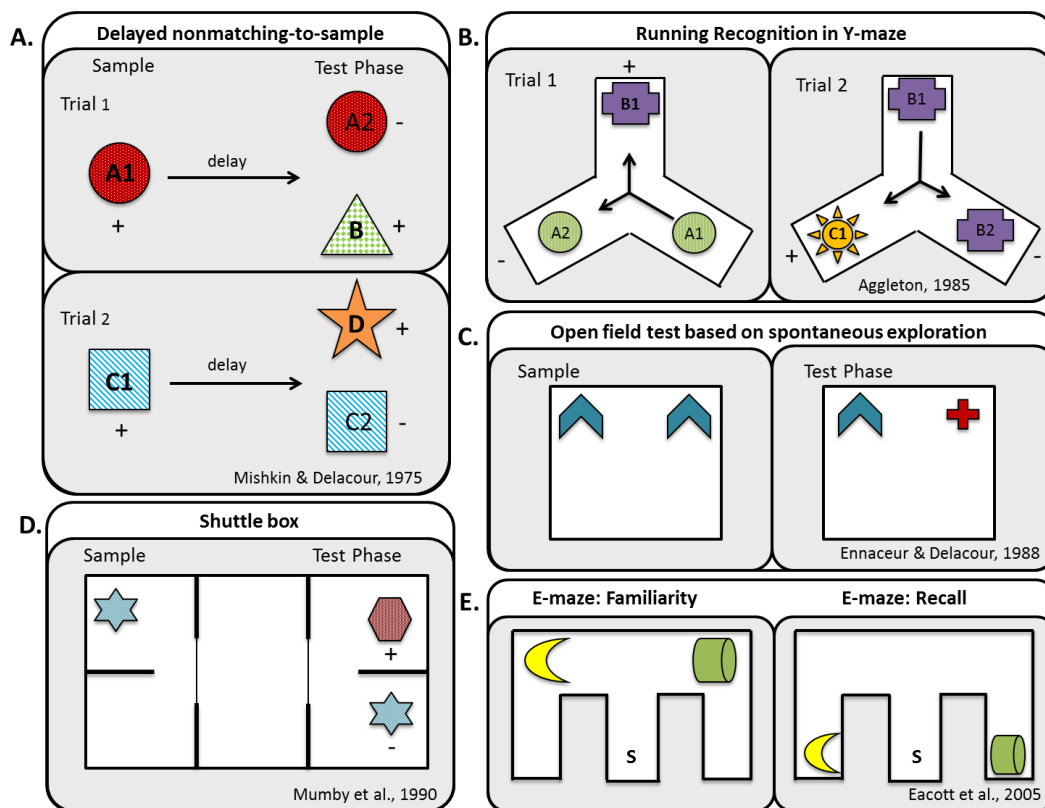 A.
Delayed nonmatching-to-sample
Sample
Test Phase
Trial 1
A1
+
delay
A2
-
B
+
Trial 2
C1
+
delay
D
+
C2
-
Mishkin & Delacour, 1975
B.
Running Recognition in Y-maze
Trial 1
+
B1
A2
-
A1
Trial 2
B1
C1
+
B2
-
Aggleton, 1985
C.
Open field test based on spontaneous exploration
Sample
Test Phase
Ennaceur & Delacour, 1988
D.
Shuttle box
Sample
Test Phase
+
-
Mumby et al., 1990
E.
E-maze: Familiarity
S
E-maze: Recall
S
Eacott et al., 2005